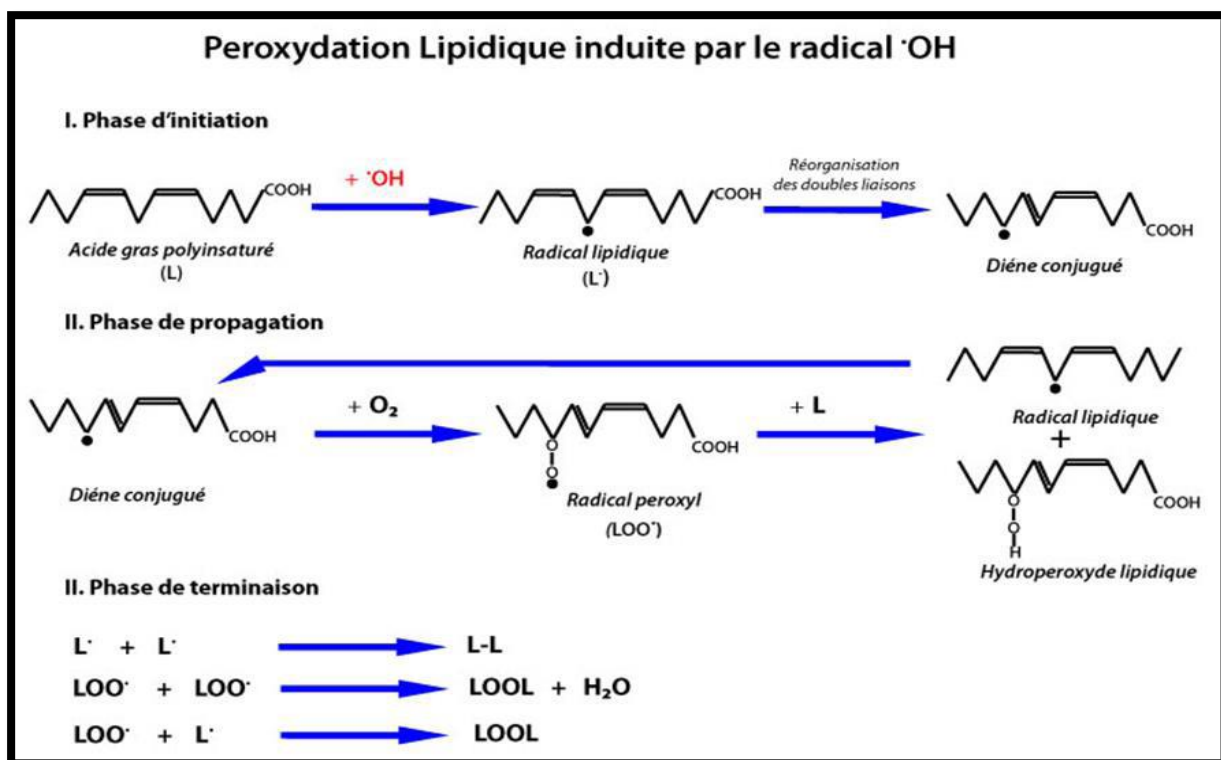 Peroxydation Lipidique induite par le radical ·OH
I. Phase d'initiation
COOH
+ ·OH
COOH
Réorganisation
des doubles liaisons
COOH
Acide gras polyinsaturé
(L)
Radical lipidique
(L·)
Diéne conjugué
II. Phase de propagation
COOH
+ O₂
COOH
O
O
+ L
Radical lipidique
+
COOH
O
O
H
Diéne conjugué
Radical peroxyl
(LOO·)
Hydroperoxyde lipidique
II. Phase de terminaison
L· + L· L-L
LOO· + LOO· LOOL + H₂O
LOO· + L· LOOL